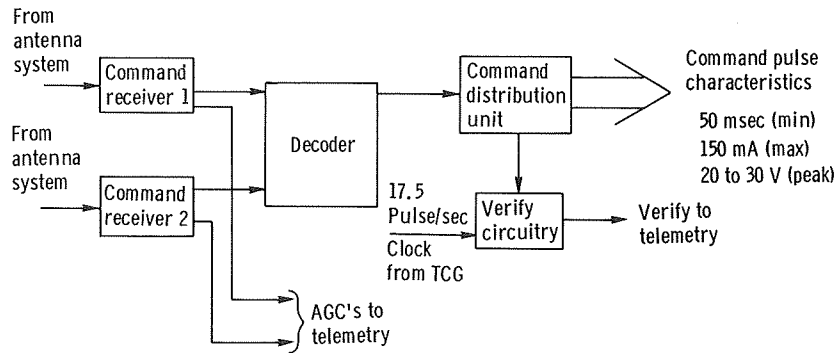 From
antenna
system
Command
receiver 1
From
antenna
system
Command
receiver 2
Decoder
Command
distribution
unit
Command pulse
characteristics
50 msec (min)
150 mA (max)
20 to 30 V (peak)
17.5
Pulse/sec
Clock
from TCG
Verify
circuitry
Verify to
telemetry
AGC's to
telemetry